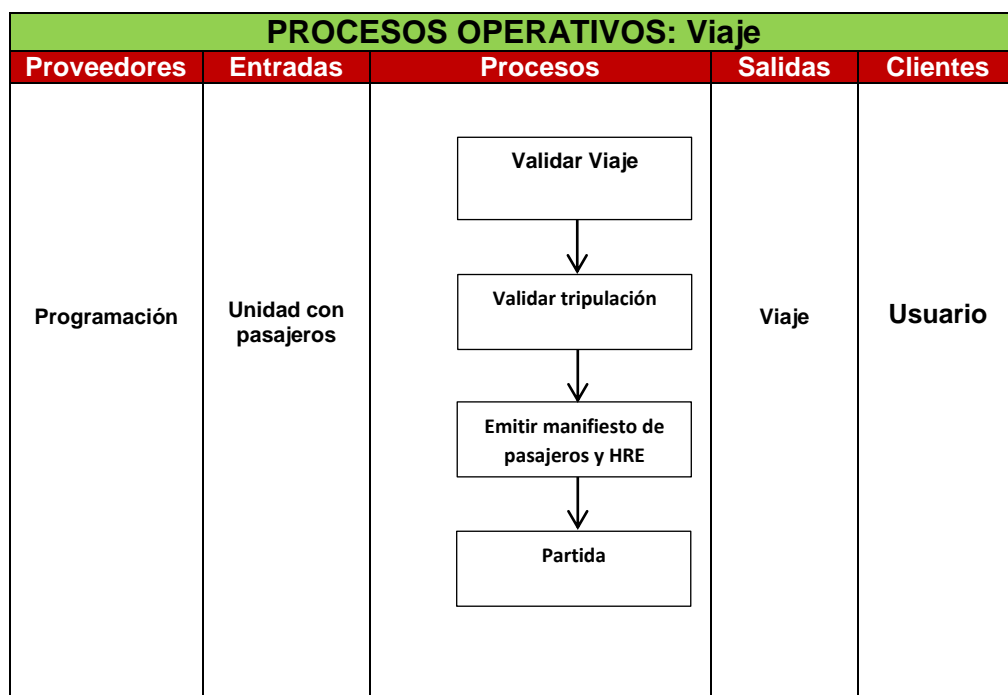 PROCESOS OPERATIVOS: Viaje
Proveedores Entradas Procesos Salidas Clientes
Programación
Unidad con
pasajeros
Validar Viaje
Validar tripulación
Emitir manifiesto de
pasajeros y HRE
Partida
Viaje
Usuario